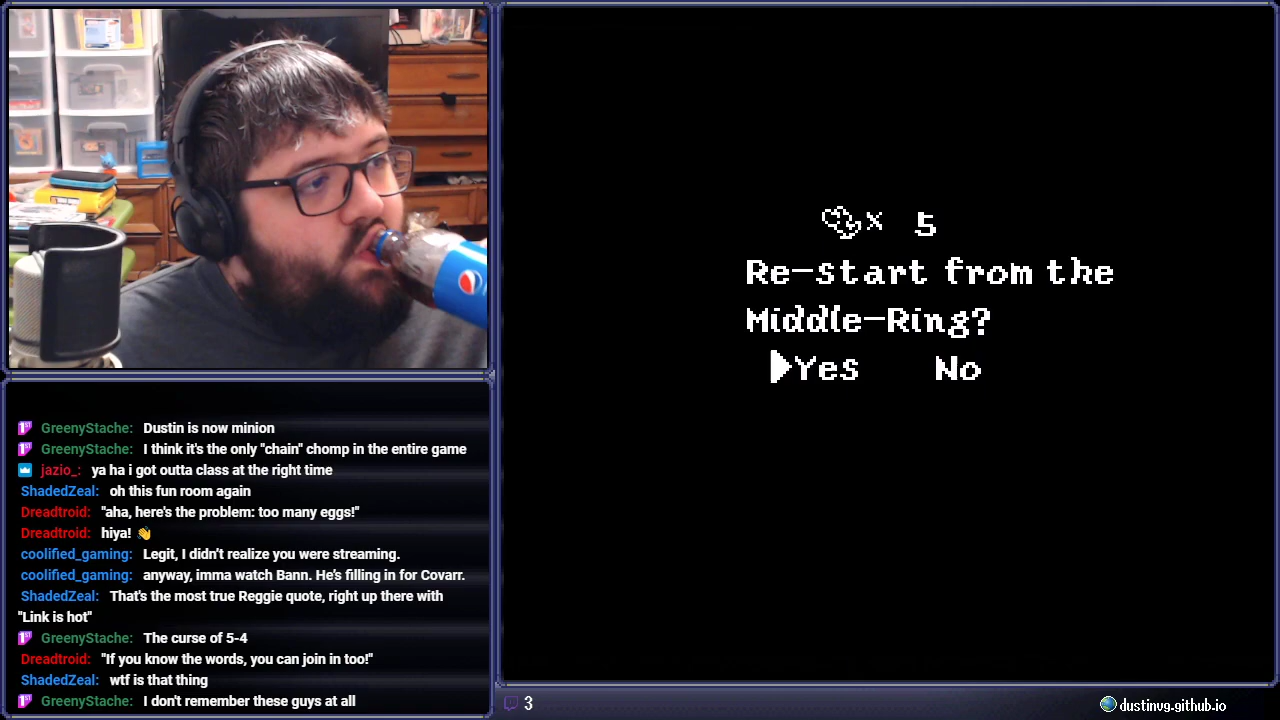 x 5
Re-start from the
Middle-Ring?
Yes No
GreenyStache: Dustin is now minion
GreenyStache: I think it's the only "chain" chomp in the entire game
jazio_: ya ha i got outta class at the right time
ShadedZeal: oh this fun room again
Dreadtroid: "aha, here's the problem: too many eggs!"
Dreadtroid: hiya! 👋
coolified_gaming: Legit, I didn't realize you were streaming.
coolified_gaming: anyway, imma watch Bann. He's filling in for Covarr.
ShadedZeal: That's the most true Reggie quote, right up there with
"Link is hot"
GreenyStache: The curse of 5-4
Dreadtroid: "If you know the words, you can join in too!"
ShadedZeal: wtf is that thing
GreenyStache: I don't remember these guys at all
3
dustinvg.github.io